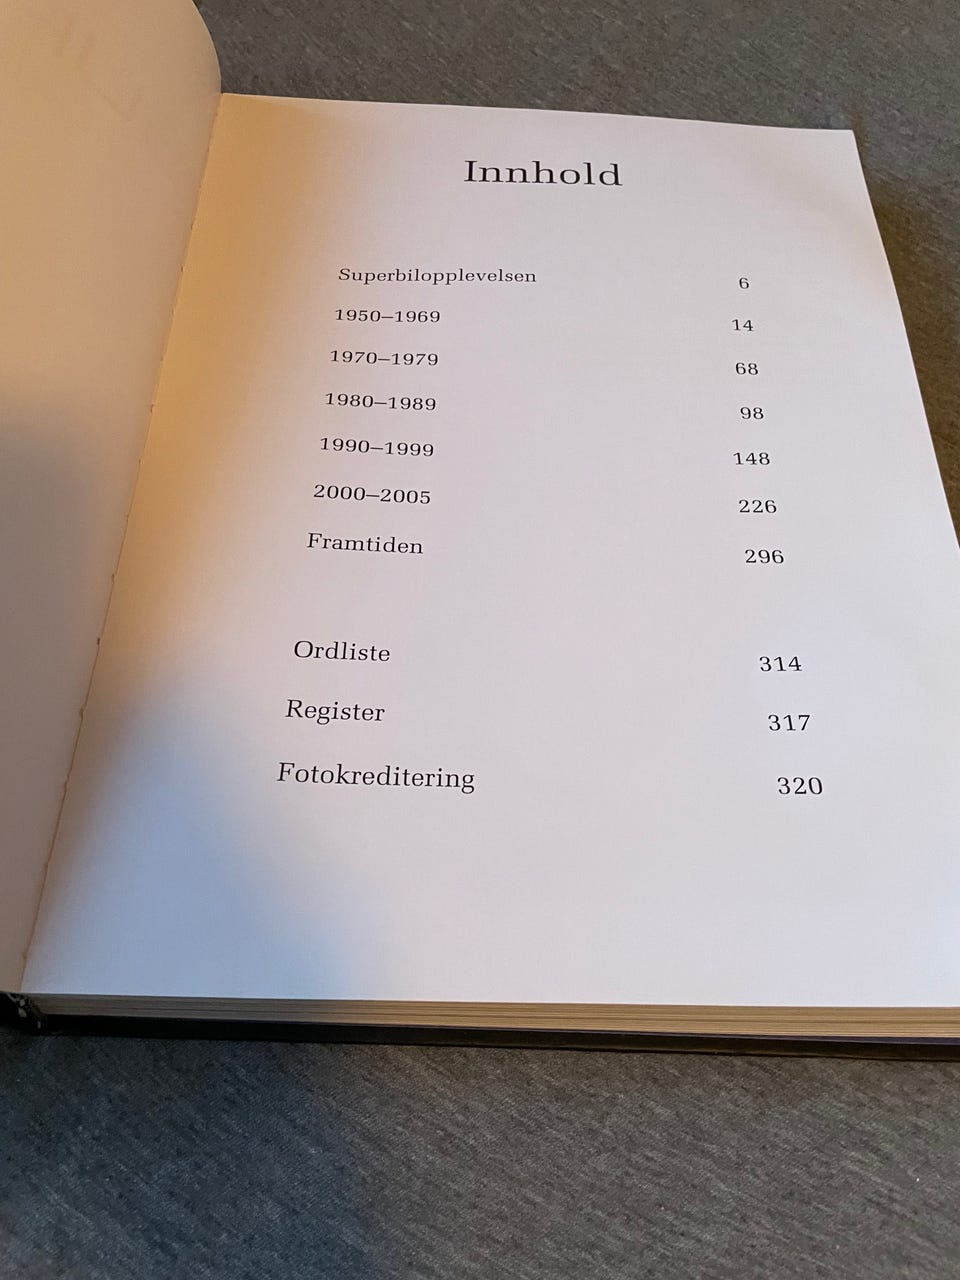 Innhold
Superbilopplevelsen 6
1950–1969 14
1970–1979 68
1980–1989 98
1990–1999 148
2000–2005 226
Framtiden 296
Ordliste 314
Register 317
Fotokreditering 320